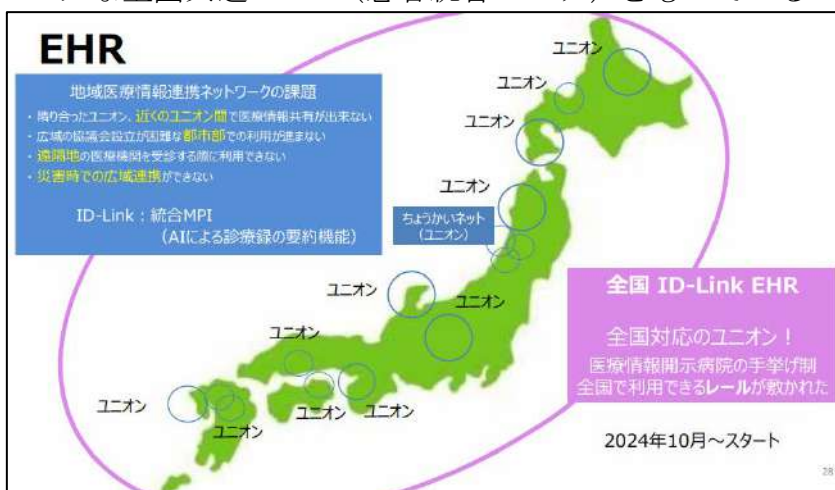 EHR
地域医療情報連携ネットワークの課題
・隣り合ったユニオン、近くのユニオン間で医療情報共有が出来ない
・広域の協議会設立が困難な都市部での利用が進まない
・遠隔地の医療機関を受診する際に利用できない
・災害時での広域連携ができない
ID-Link：統合MPI
（AIによる診療録の要約機能）
ユニオン
ユニオン
ユニオン
ユニオン
ちょうかいネット
（ユニオン）
ユニオン
ユニオン
ユニオン
ユニオン
ユニオン
ユニオン
ユニオン
全国 ID-Link EHR
全国対応のユニオン！
医療情報開示病院の手挙げ制
全国で利用できるレールが敷かれた
2024年10月～スタート
28